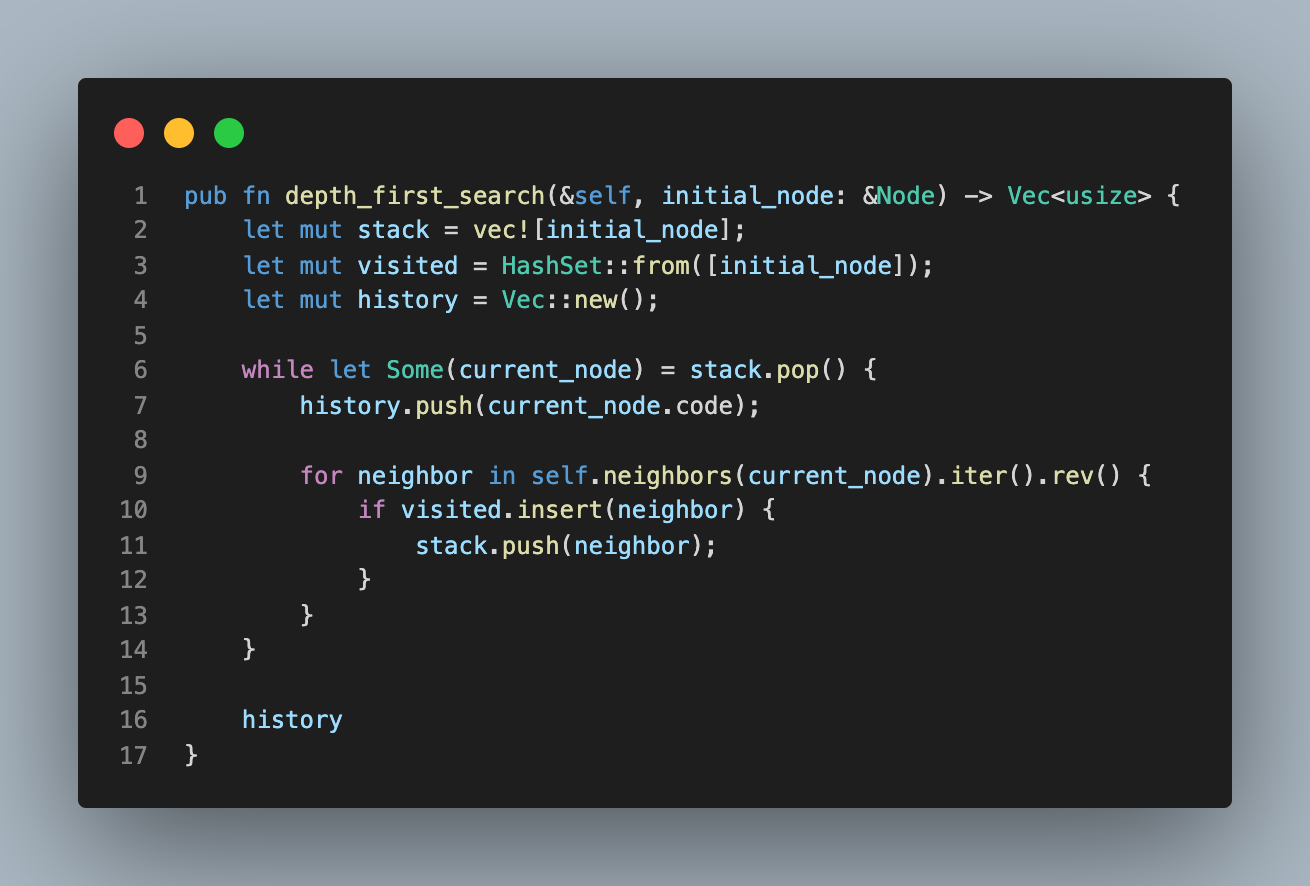 1 pub fn depth_first_search(&self, initial_node: &Node) -> Vec<usize> {
2     let mut stack = vec![initial_node];
3     let mut visited = HashSet::from([initial_node]);
4     let mut history = Vec::new();
5
6     while let Some(current_node) = stack.pop() {
7         history.push(current_node.code);
8
9         for neighbor in self.neighbors(current_node).iter().rev() {
10             if visited.insert(neighbor) {
11                 stack.push(neighbor);
12             }
13         }
14     }
15
16     history
17 }